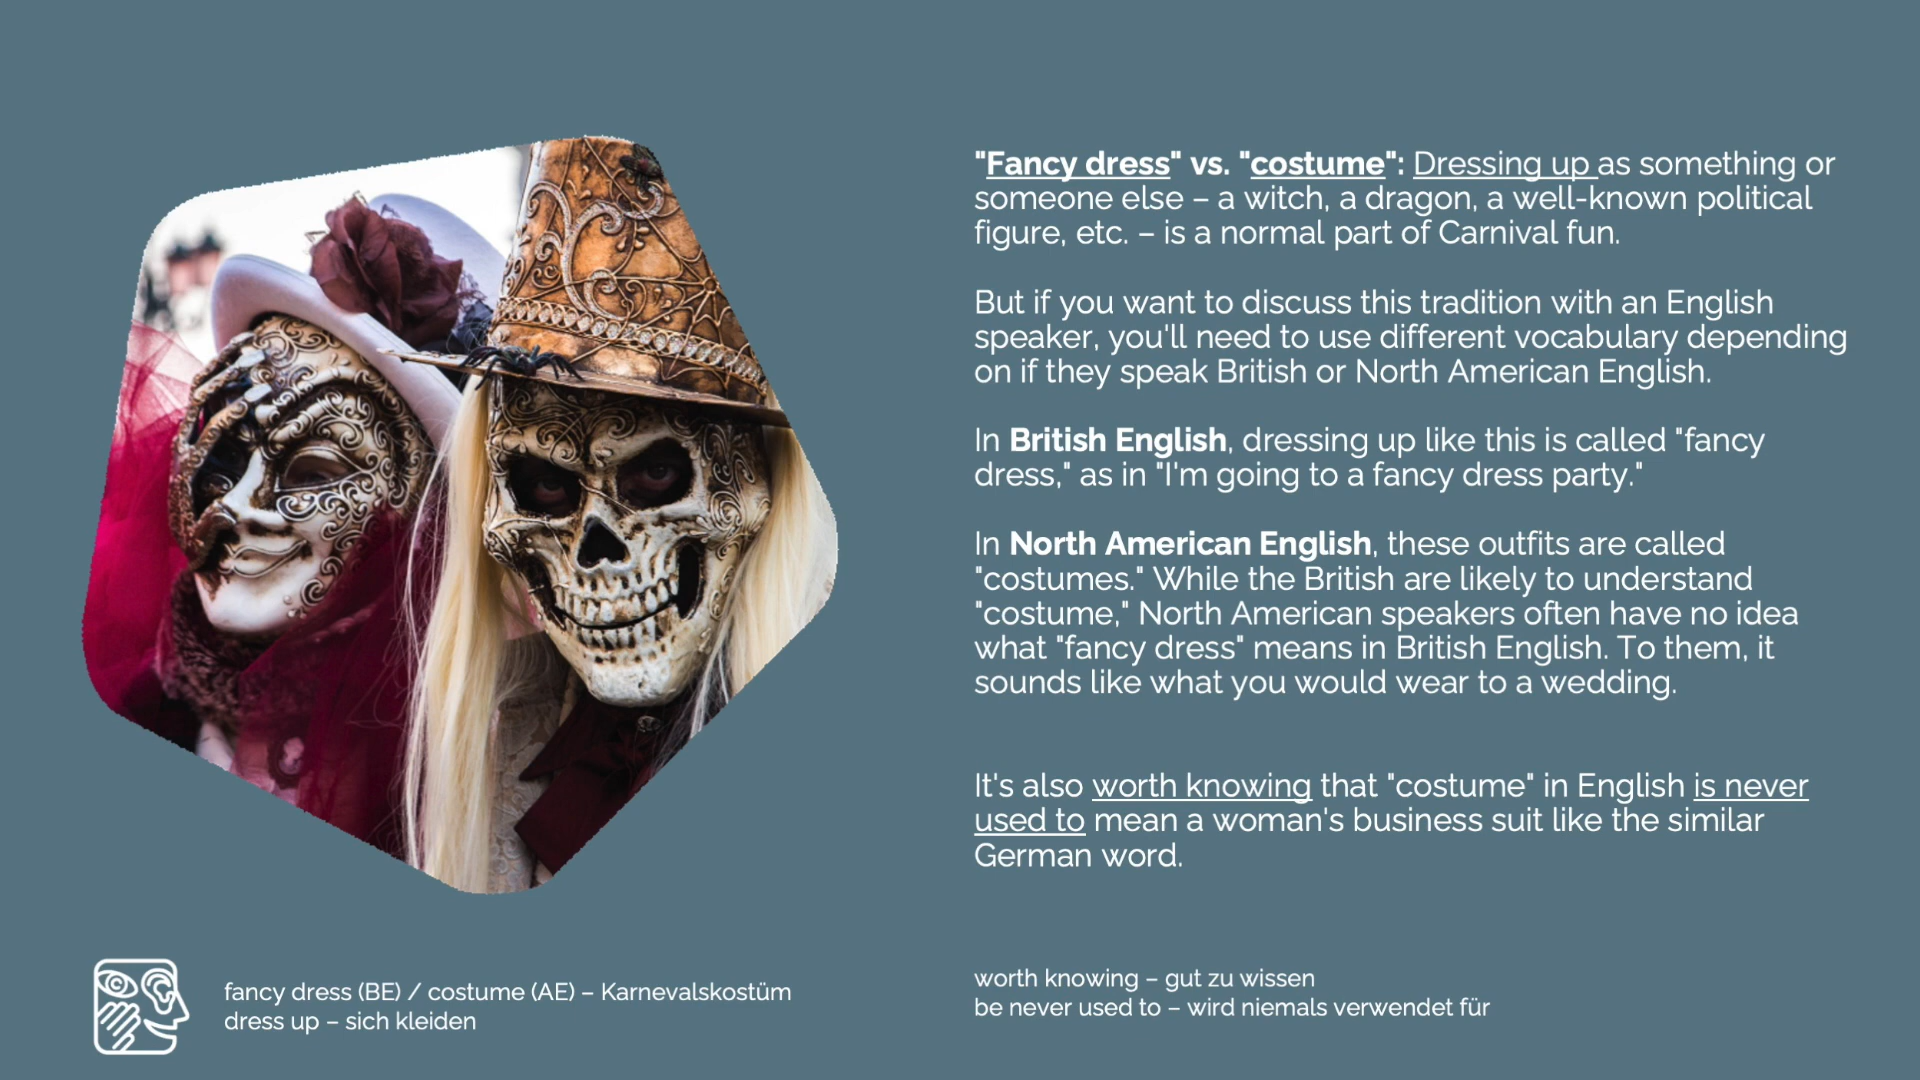 "Fancy dress" vs. "costume": Dressing up as something or
someone else – a witch, a dragon, a well-known political
figure, etc. – is a normal part of Carnival fun.
But if you want to discuss this tradition with an English
speaker, you'll need to use different vocabulary depending
on if they speak British or North American English.
In British English, dressing up like this is called "fancy
dress," as in "I'm going to a fancy dress party."
In North American English, these outfits are called
"costumes." While the British are likely to understand
"costume," North American speakers often have no idea
what "fancy dress" means in British English. To them, it
sounds like what you would wear to a wedding.
It's also worth knowing that "costume" in English is never
used to mean a woman's business suit like the similar
German word.
fancy dress (BE) / costume (AE) – Karnevalskostüm
dress up – sich kleiden
worth knowing – gut zu wissen
be never used to – wird niemals verwendet für